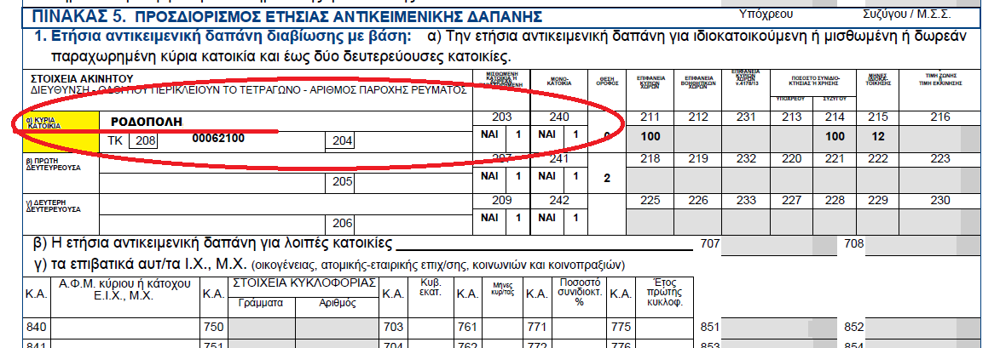 ΠΙΝΑΚΑΣ 5. ΠΡΟΣΔΙΟΡΙΣΜΟΣ ΕΤΗΣΙΑΣ ΑΝΤΙΚΕΙΜΕΝΙΚΗΣ ΔΑΠΑΝΗΣ Υπόχρεου Συζύγου / Μ.Σ.Σ.
1. Ετήσια αντικειμενική δαπάνη διαβίωσης με βάση: α) Την ετήσια αντικειμενική δαπάνη για ιδιοκατοικούμενη ή μισθωμένη ή δωρεάν
παραχωρημένη κύρια κατοικία και έως δύο δευτερεύουσες κατοικίες.
ΣΤΟΙΧΕΙΑ ΑΚΙΝΗΤΟΥ
ΔΙΕΥΘΥΝΣΗ - ΟΔΟΙ ΠΟΥ ΠΕΡΙΚΛΕΙΟΥΝ ΤΟ ΤΕΤΡΑΓΩΝΟ - ΑΡΙΘΜΟΣ ΠΑΡΟΧΗΣ ΡΕΥΜΑΤΟΣ
ΜΙΣΘΩΜΕΝΗ ΚΑΤΟΙΚΙΑ Ή
ΜΟΝΟ-
ΚΑΤΟΙΚΙΑ
ΘΕΣΗ
ΟΡΟΦΟΣ
ΕΠΙΦΑΝΕΙΑ
ΚΥΡΙΩΝ
ΧΩΡΩΝ
ΕΠΙΦΑΝΕΙΑ
ΒΟΗΘΗΤΙΚΩΝ
ΧΩΡΩΝ
ΕΠΙΦΑΝΕΙΑ
ΚΥΡΙΩΝ
ΧΩΡΩΝ
ν.4178/13
ΠΟΣΟΣΤΟ ΣΥΝΙΔΙΟ-
ΚΤΗΣΙΑΣ Ή ΧΡΗΣΗΣ
ΥΠΟΧΡΕΟΥ ΣΥΖΥΓΟΥ
ΜΗΝΕΣ
ΤΙΜΗ ΖΩΝΗΣ
Ή
ΤΙΜΗ ΕΚΚΙΝΗΣΗΣ
α) ΚΥΡΙΑ
ΚΑΤΟΙΚΙΑ
ΡΟΔΟΠΟΛΗ 203 240 211 212 231 213 214 215 216
ΤΚ 208 00062100 204 ΝΑΙ 1 ΝΑΙ 1 100 100 12
β) ΠΡΩΤΗ
ΔΕΥΤΕΡΕΥΟΥΣΑ
207 241 218 219 232 220 221 222 223
205 ΝΑΙ 1 ΝΑΙ 1 2
γ) ΔΕΥΤΕΡΗ
ΔΕΥΤΕΡΕΥΟΥΣΑ
209 242 225 226 233 227 228 229 230
206 ΝΑΙ 1 ΝΑΙ 1
β) Η ετήσια αντικειμενική δαπάνη για λοιπές κατοικίες 707 708
γ) τα επιβατικά αυτ/τα Ι.Χ., Μ.Χ. (οικογένειας, ατομικής-εταιρικής επιχ/σης, κοινωνιών και κοινοπραξιών)
Κ.Α. Α.Φ.Μ. κύριου ή κάτοχου
Ε.Ι.Χ., Μ.Χ.
Κ.Α. ΣΤΟΙΧΕΙΑ ΚΥΚΛΟΦΟΡΙΑΣ
Γράμματα Αριθμός
Κ.Α. Κυβ.
εκατ.
Κ.Α. Μήνες
κυρ/τας
Κ.Α. Ποσοστό
συνιδιοκτ.
%
Κ.Α. Έτος
πρώτης
κυκλοφ.
840 750 703 761 771 775 851 852
841 751 704 762 772 776 853 854